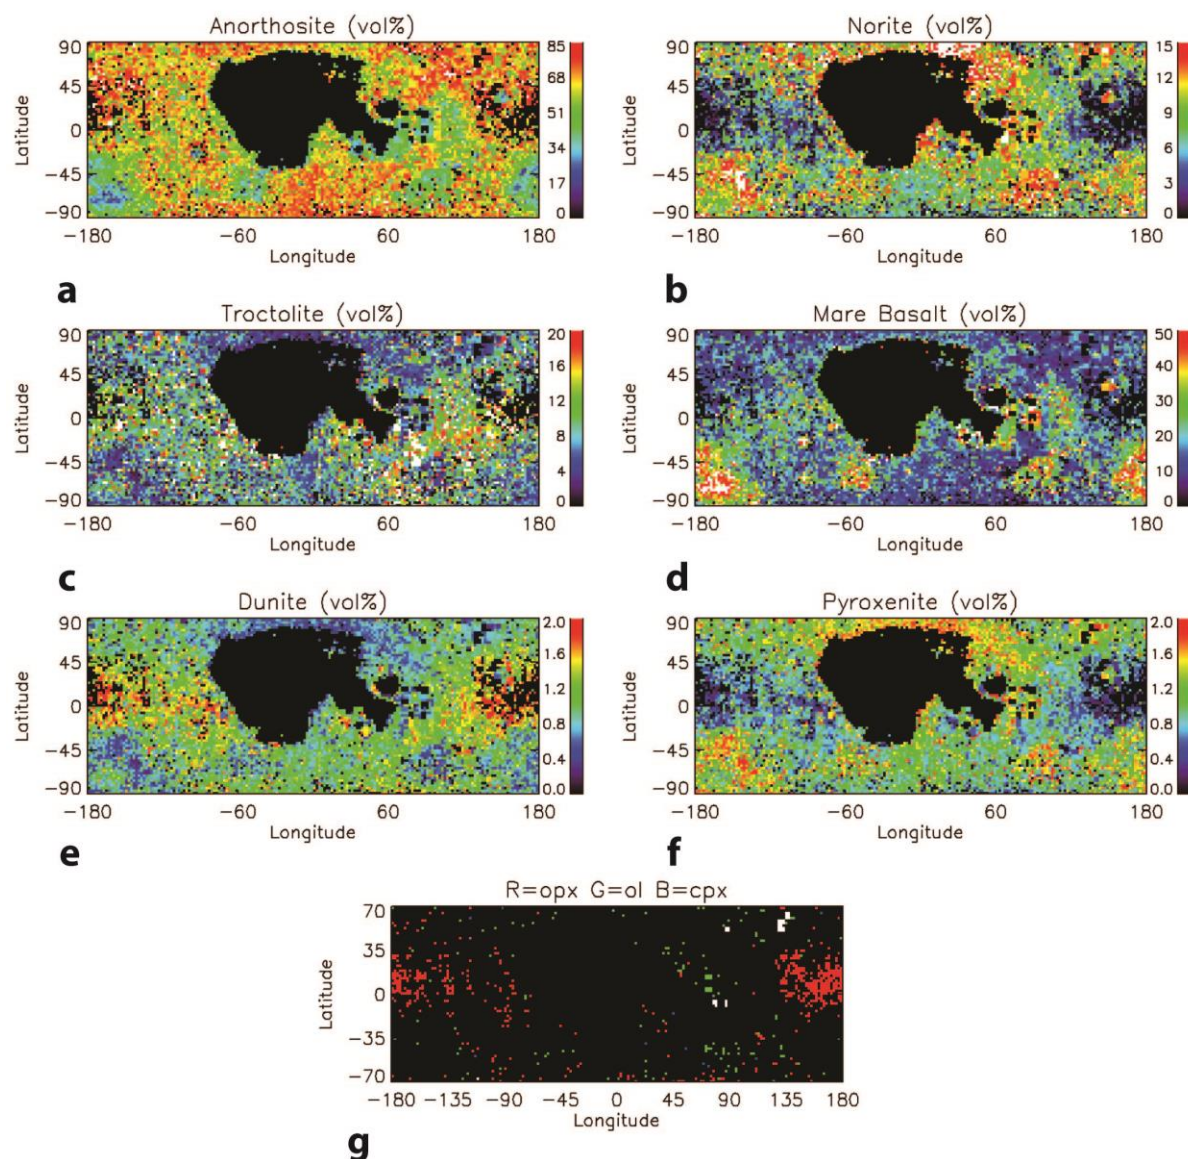 Anorthosite (vol%)
90
45
0
−45
−90
Latitude
85
68
51
34
17
0
−180 −60 60 180
Longitude
a
Norite (vol%)
90
45
0
−45
−90
Latitude
15
12
9
6
3
0
−180 −60 60 180
Longitude
b
Troctolite (vol%)
90
45
0
−45
−90
Latitude
20
16
12
8
4
0
−180 −60 60 180
Longitude
c
Mare Basalt (vol%)
90
45
0
−45
−90
Latitude
50
40
30
20
10
0
−180 −60 60 180
Longitude
d
Dunite (vol%)
90
45
0
−45
−90
Latitude
2.0
1.6
1.2
0.8
0.4
0.0
−180 −60 60 180
Longitude
e
Pyroxenite (vol%)
90
45
0
−45
−90
Latitude
2.0
1.6
1.2
0.8
0.4
0.0
−180 −60 60 180
Longitude
f
R=opx G=ol B=cpx
70
35
0
−35
−70
Latitude
−180 −135 −90 −45 0 45 90 135 180
Longitude
g